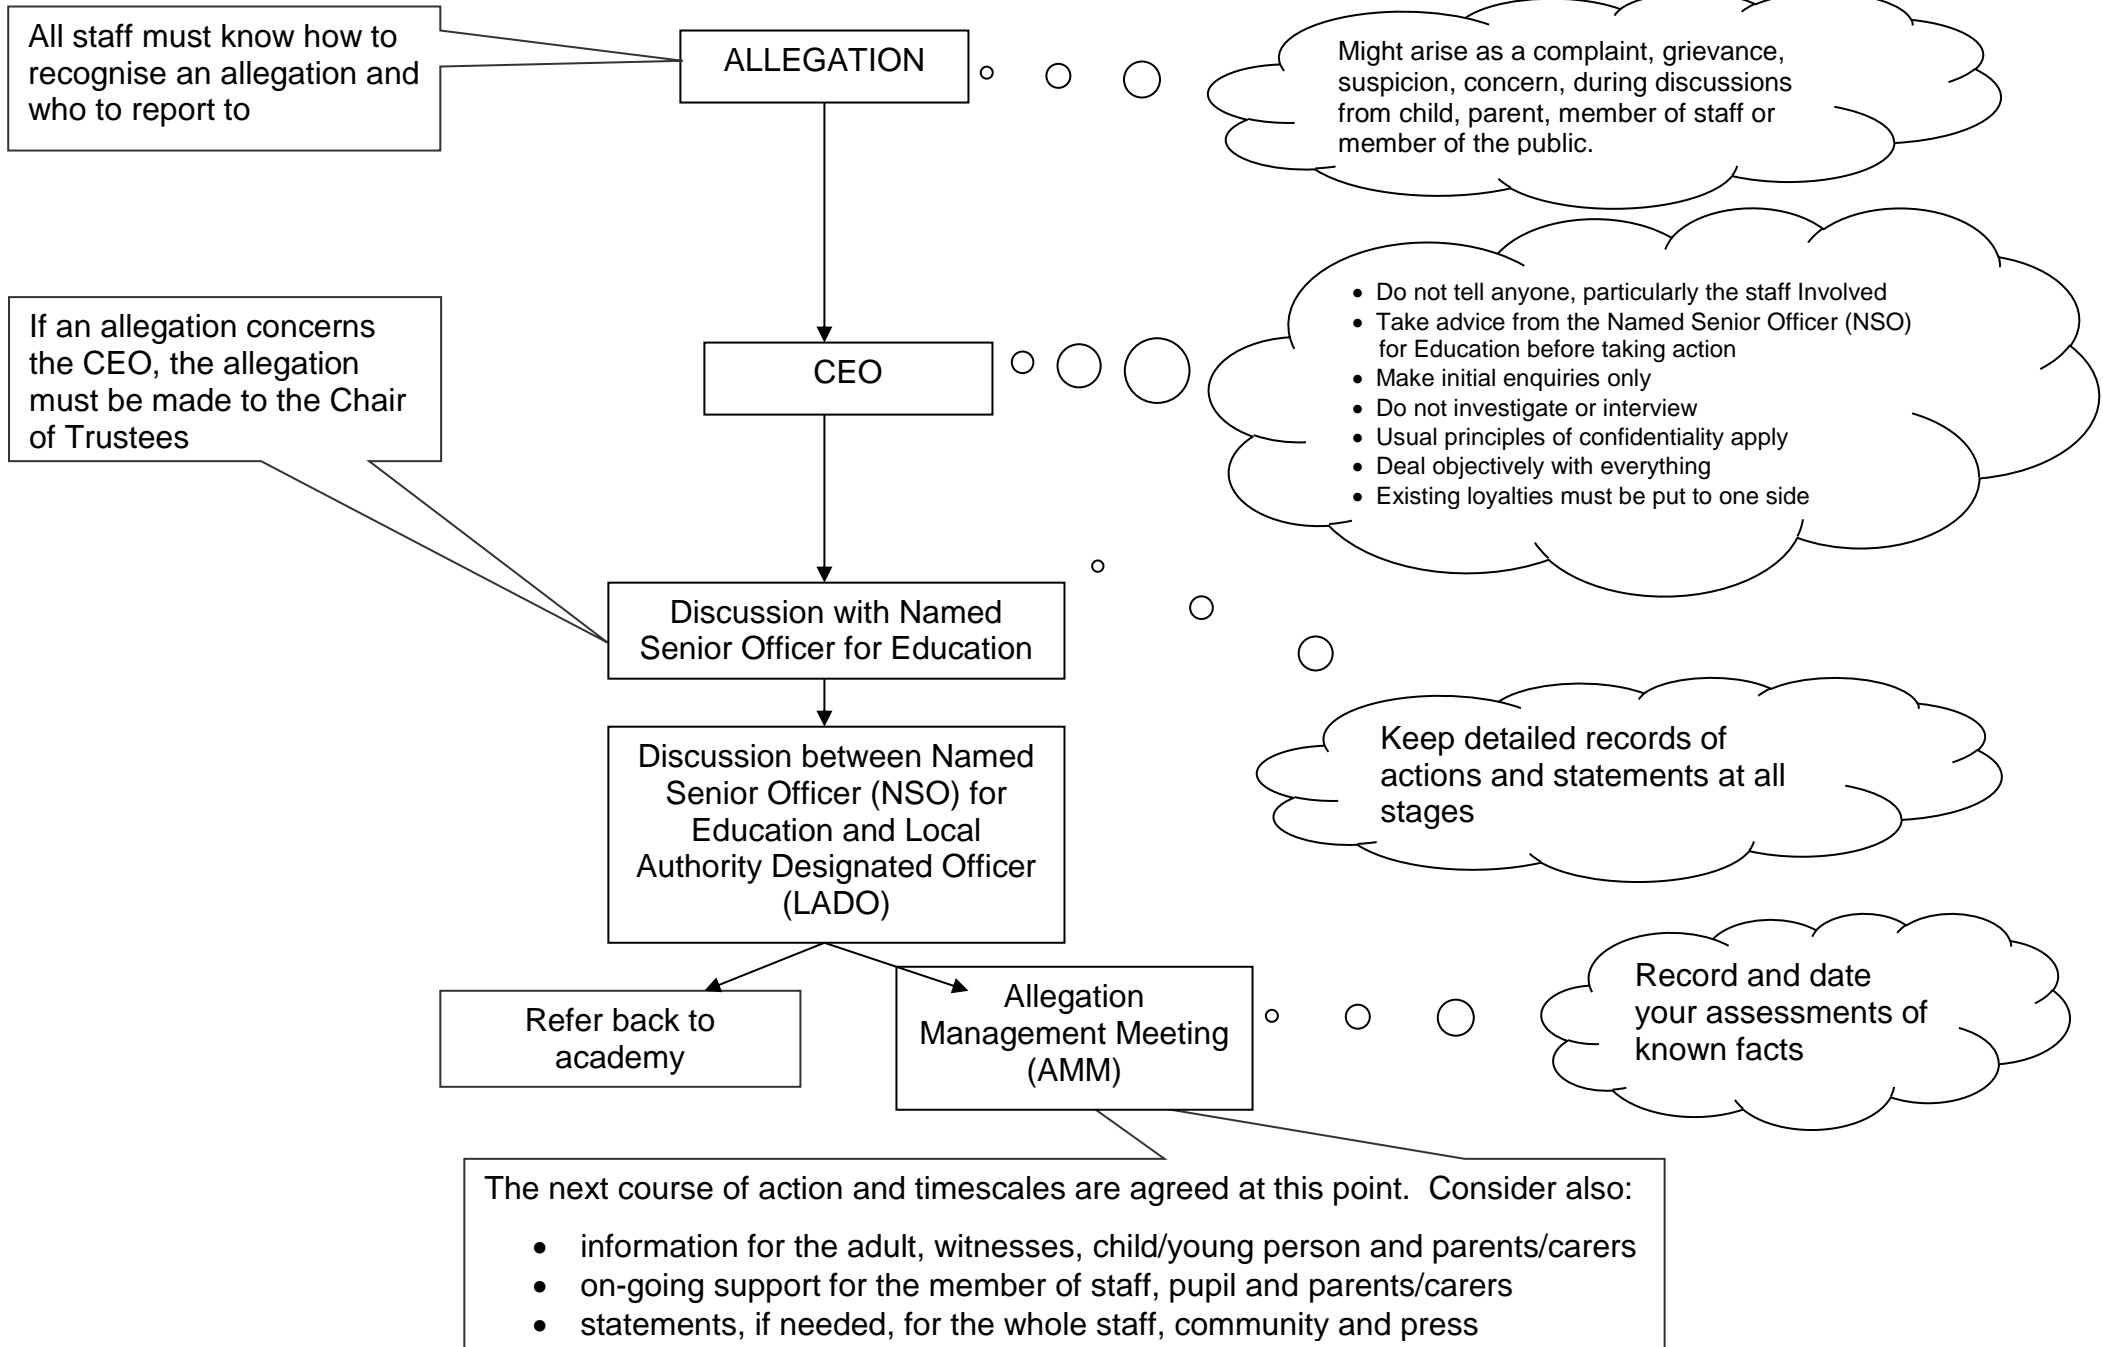 All staff must know how to
recognise an allegation and
who to report to
ALLEGATION
Might arise as a complaint, grievance,
suspicion, concern, during discussions
from child, parent, member of staff or
member of the public.
If an allegation concerns
the CEO, the allegation
must be made to the Chair
of Trustees
CEO
• Do not tell anyone, particularly the staff Involved
• Take advice from the Named Senior Officer (NSO)
for Education before taking action
• Make initial enquiries only
• Do not investigate or interview
• Usual principles of confidentiality apply
• Deal objectively with everything
• Existing loyalties must be put to one side
Discussion with Named
Senior Officer for Education
Discussion between Named
Senior Officer (NSO) for
Education and Local
Authority Designated Officer
(LADO)
Keep detailed records of
actions and statements at all
stages
Refer back to
academy
Allegation
Management Meeting
(AMM)
Record and date
your assessments of
known facts
The next course of action and timescales are agreed at this point.  Consider also:
• information for the adult, witnesses, child/young person and parents/carers
• on-going support for the member of staff, pupil and parents/carers
• statements, if needed, for the whole staff, community and press